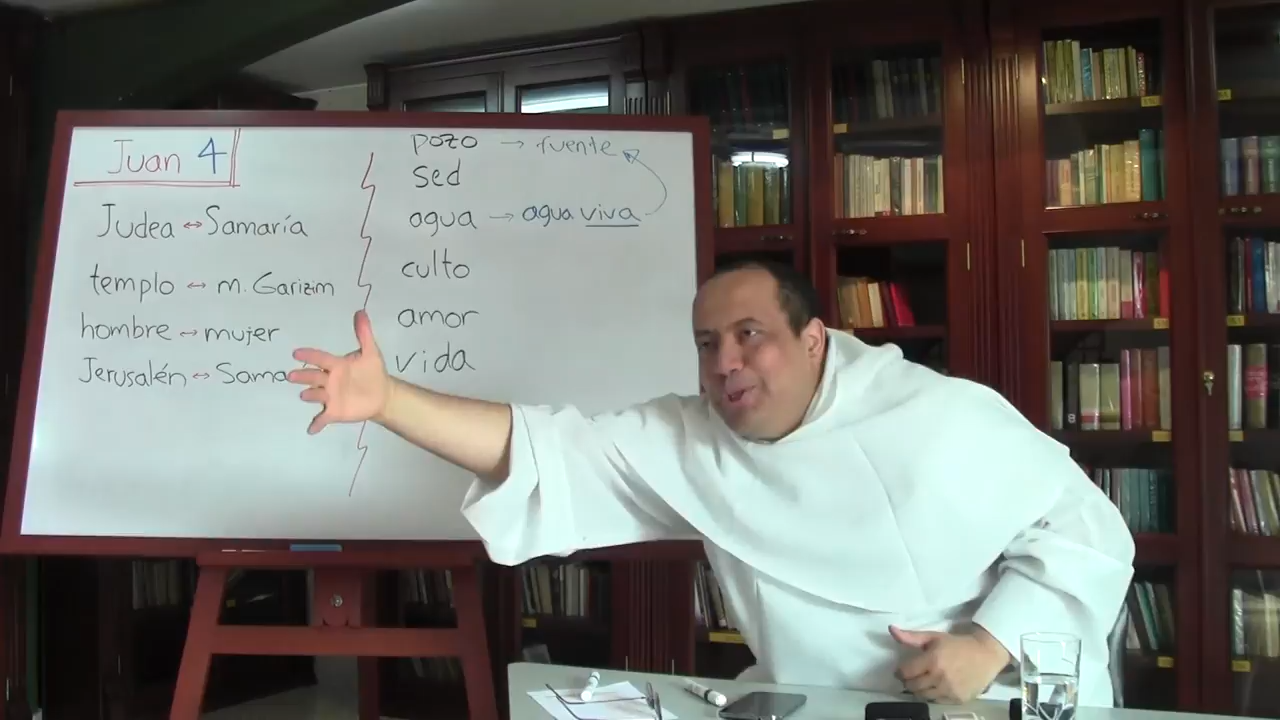 Juan 4
Judea ↔ Samaría
templo ↔ m. Garizim
hombre ↔ mujer
Jerusalén ↔ Sama
pozo → fuente
sed
agua → agua viva
culto
amor
vida